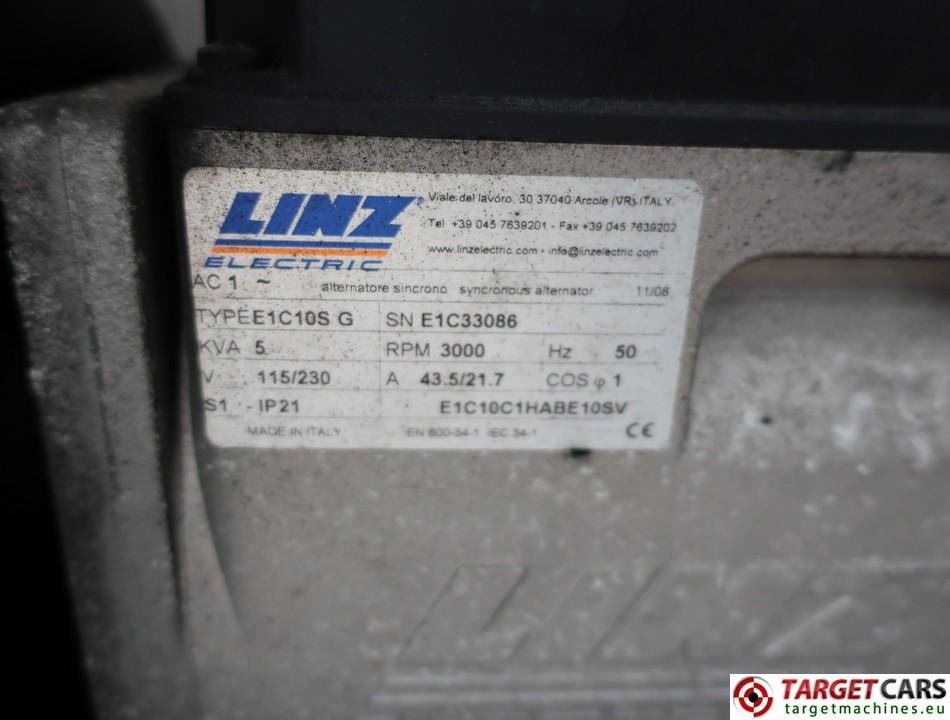 LINZ®
ELECTRIC
Viale del lavoro, 30 37040 Arcole (VR) ITALY
Tel +39 045 7639201 - Fax +39 045 7639202
www.linzelectric.com - info@linzelectric.com
AC 1 ~ alternatore sincrono syncronous alternator 11/08
TYPE E1C10S G SN E1C33086
KVA 5 RPM 3000 Hz 50
V 115/230 A 43.5/21.7 COS φ 1
S1 - IP21 E1C10C1HABE10SV
MADE IN ITALY EN 600-34-1 IEC 34-1 CE
TARGETCARS
targetmachines.eu